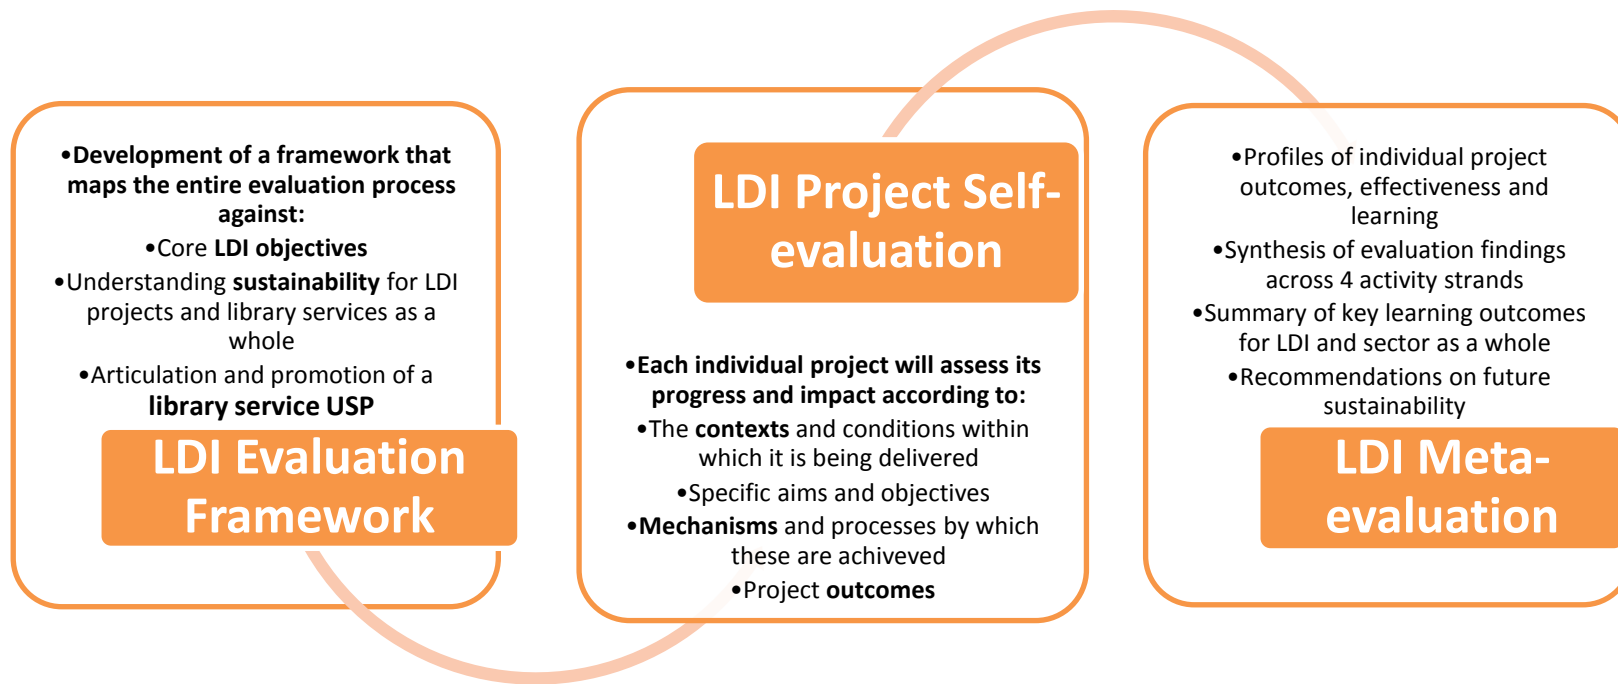 •Development of a framework that
maps the entire evaluation process
against:
•Core LDI objectives
•Understanding sustainability for LDI
projects and library services as a
whole
•Articulation and promotion of a
library service USP
LDI Evaluation
Framework
LDI Project Self-
evaluation
•Each individual project will assess its
progress and impact according to:
•The contexts and conditions within
which it is being delivered
•Specific aims and objectives
•Mechanisms and processes by which
these are achiveved
•Project outcomes
•Profiles of individual project
outcomes, effectiveness and
learning
•Synthesis of evaluation findings
across 4 activity strands
•Summary of key learning outcomes
for LDI and sector as a whole
•Recommendations on future
sustainability
LDI Meta-
evaluation